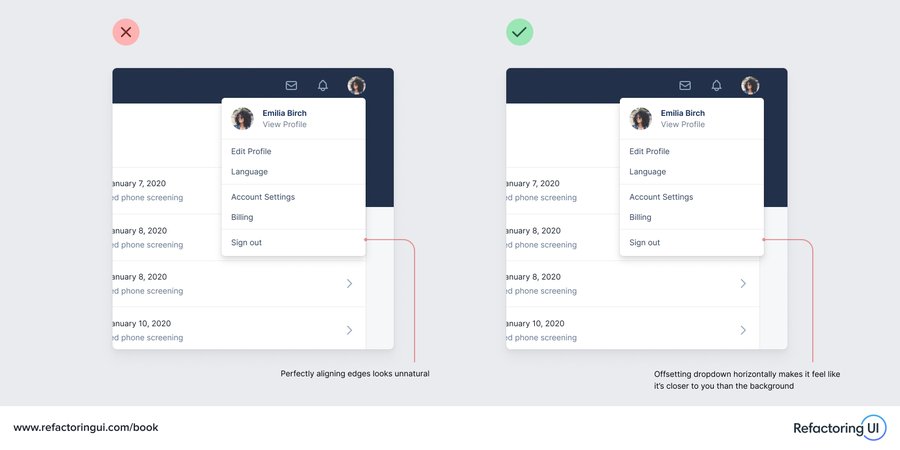 Emilia Birch
View Profile
Edit Profile
Language
anuary 7, 2020
ed phone screening
Account Settings
anuary 8, 2020
Billing
ed phone screening
Sign out
anuary 8, 2020
ed phone screening
anuary 10, 2020
ed phone screening
Perfectly aligning edges looks unnatural
Emilia Birch
View Profile
Edit Profile
Language
anuary 7, 2020
ed phone screening
Account Settings
anuary 8, 2020
Billing
ed phone screening
Sign out
anuary 8, 2020
ed phone screening
anuary 10, 2020
ed phone screening
Offsetting dropdown horizontally makes it feel like
it's closer to you than the background
www.refactoringui.com/book
Refactoring UI